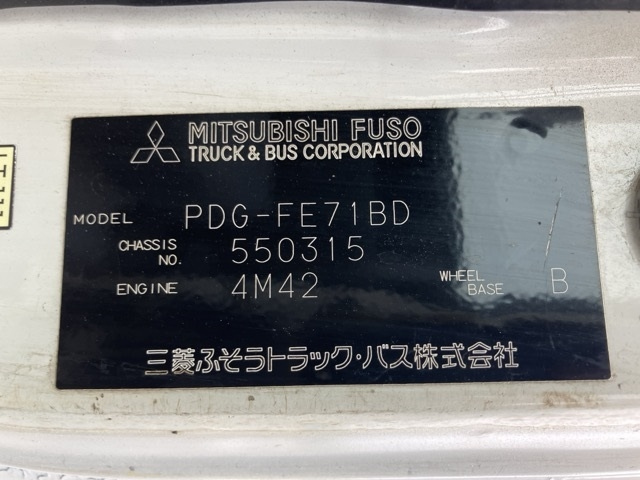 MITSUBISHI FUSO
TRUCK & BUS CORPORATION
MODEL PDG-FE71BD
CHASSIS NO. 550315
ENGINE 4M42 WHEEL BASE B
三菱ふそうトラック・バス株式会社